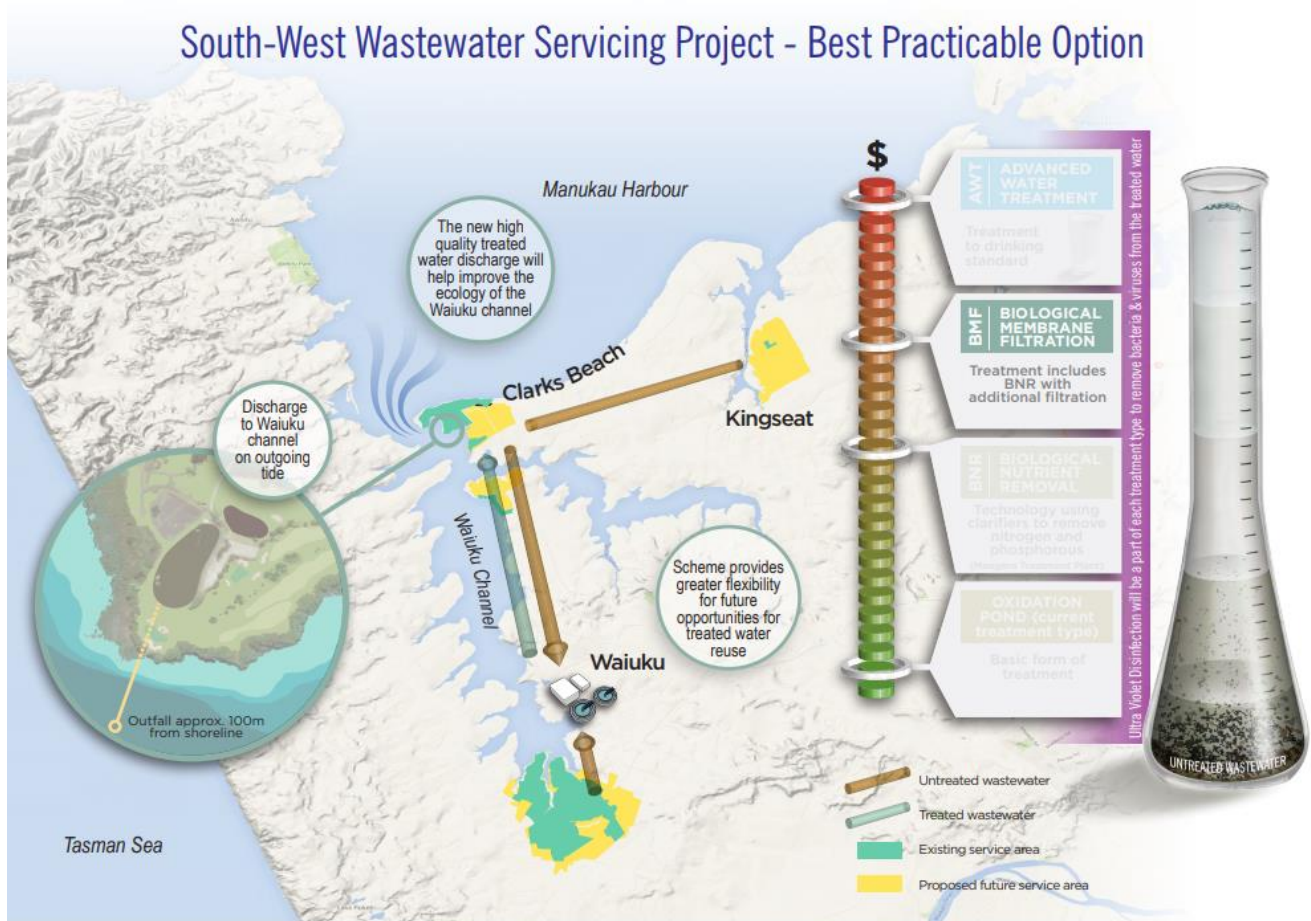 South-West Wastewater Servicing Project - Best Practicable Option
Manukau Harbour
The new high
quality treated
water discharge will
help improve the
ecology of the
Waiuku channel
Clarks Beach
Kingseat
Discharge
to Waiuku
channel
on outgoing
tide
Outfall approx. 100m
from shoreline
Waiuku Channel
Scheme provides
greater flexibility
for future
opportunities for
treated water
reuse
Waiuku
Tasman Sea
$
AWT
ADVANCED
WATER
TREATMENT
Treatment
to drinking
standard
BMF
BIOLOGICAL
MEMBRANE
FILTRATION
Treatment includes
BNR with
additional filtration
BNR
BIOLOGICAL
NUTRIENT
REMOVAL
Technology using
clarifiers to remove
nitrogen and
phosphorous
OXIDATION
POND (current
treatment type)
Basic form of
treatment
Ultra Violet Disinfection will be a part of each treatment type to remove bacteria & viruses from the treated water
UNTREATED WASTEWATER
Untreated wastewater
Treated wastewater
Existing service area
Proposed future service area